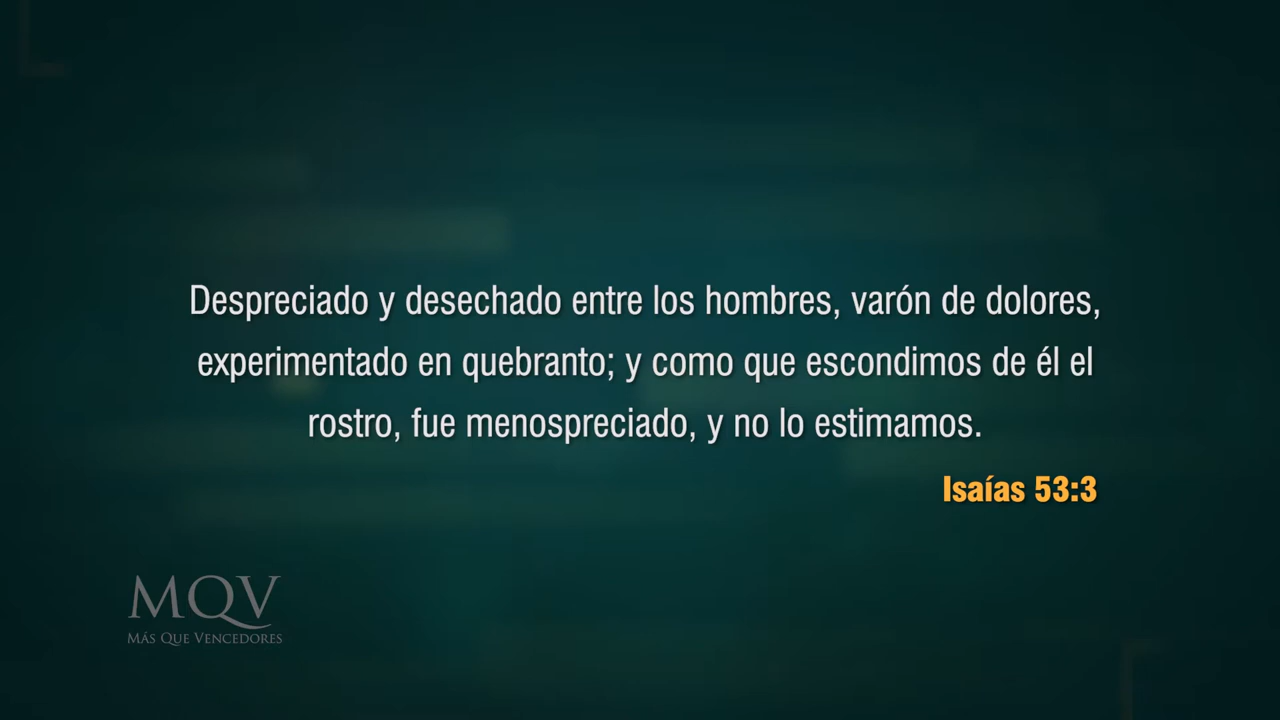 Despreciado y desechado entre los hombres, varón de dolores,
experimentado en quebranto; y como que escondimos de él el
rostro, fue menospreciado, y no lo estimamos.
Isaías 53:3
MQV
MÁS QUE VENCEDORES